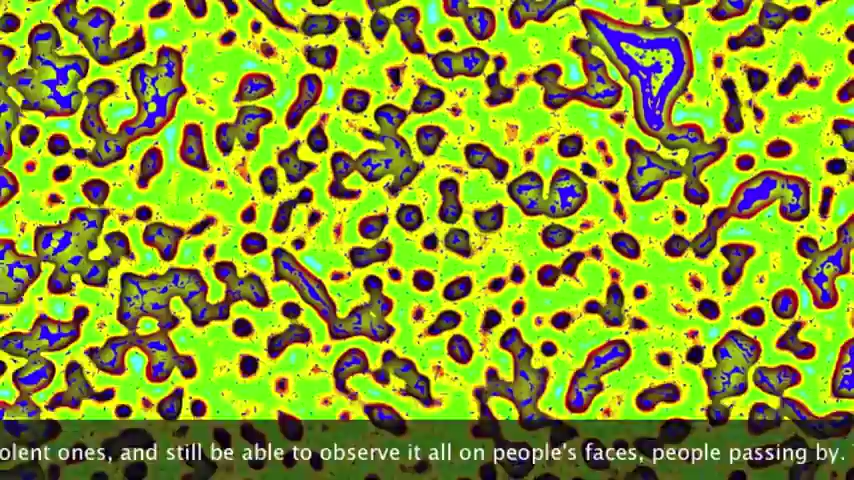 olent ones, and still be able to observe it all on people's faces, people passing by.